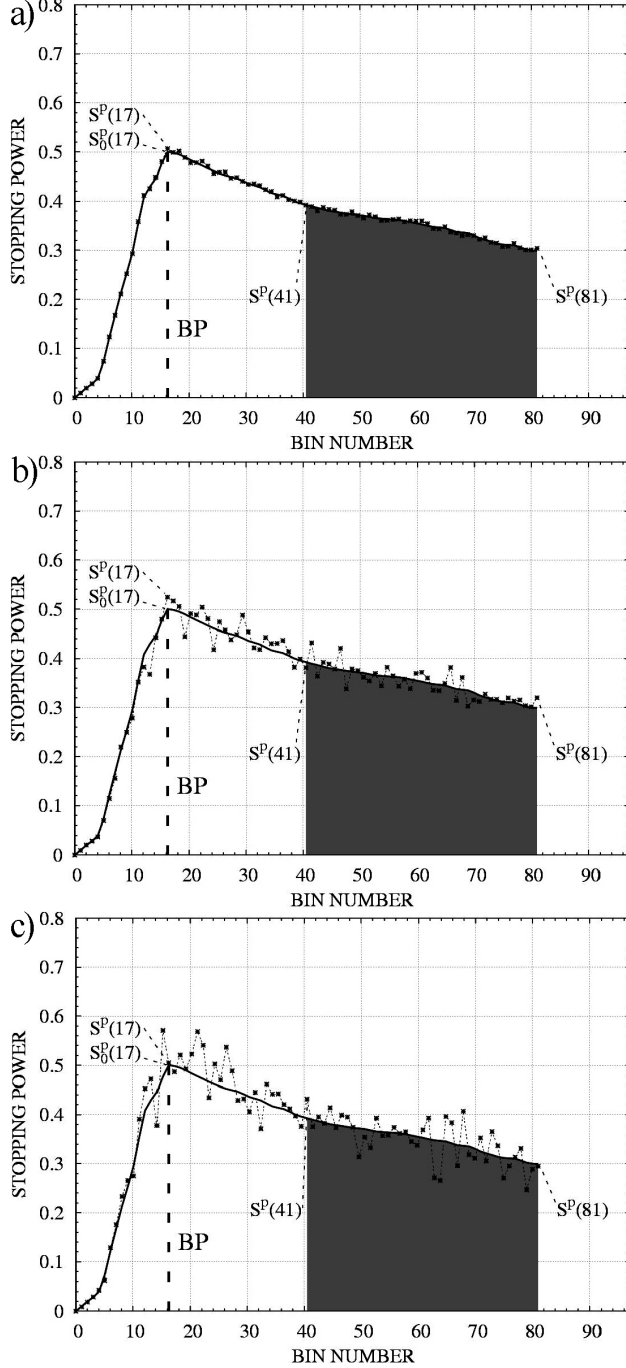 a)
0.8
0.7
0.6
0.5
0.4
0.3
0.2
0.1
0
STOPPING POWER
S^p(17)
S_0^p(17)
S^p(41)
S^p(81)
BP
0 10 20 30 40 50 60 70 80 90
BIN NUMBER
b)
0.8
0.7
0.6
0.5
0.4
0.3
0.2
0.1
0
STOPPING POWER
S^p(17)
S_0^p(17)
S^p(41)
S^p(81)
BP
0 10 20 30 40 50 60 70 80 90
BIN NUMBER
c)
0.8
0.7
0.6
0.5
0.4
0.3
0.2
0.1
0
STOPPING POWER
S^p(17)
S_0^p(17)
S^p(41)
S^p(81)
BP
0 10 20 30 40 50 60 70 80 90
BIN NUMBER